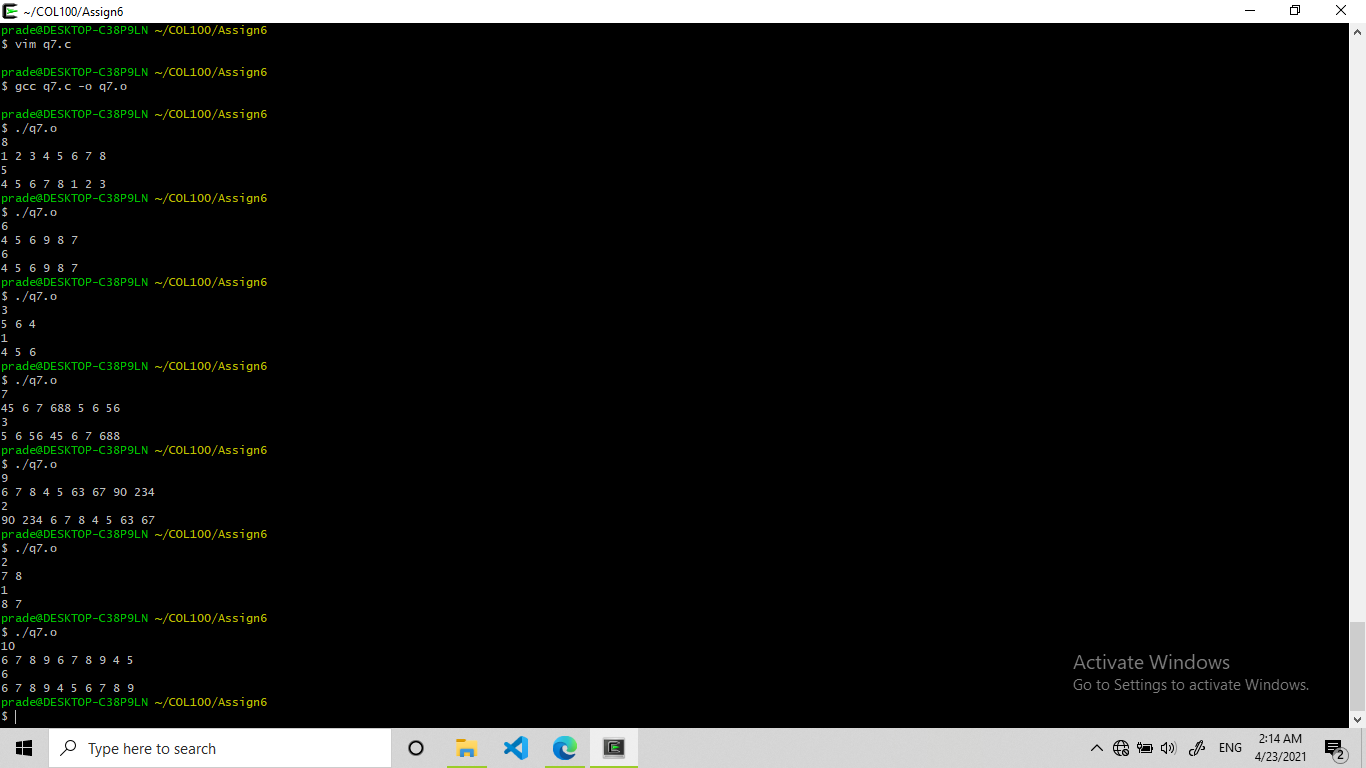 ~/COL100/Assign6
prade@DESKTOP-C38P9LN ~/COL100/Assign6
$ vim q7.c
prade@DESKTOP-C38P9LN ~/COL100/Assign6
$ gcc q7.c -o q7.o
prade@DESKTOP-C38P9LN ~/COL100/Assign6
$ ./q7.o
8
1 2 3 4 5 6 7 8
5
4 5 6 7 8 1 2 3
prade@DESKTOP-C38P9LN ~/COL100/Assign6
$ ./q7.o
6
4 5 6 9 8 7
6
4 5 6 9 8 7
prade@DESKTOP-C38P9LN ~/COL100/Assign6
$ ./q7.o
3
5 6 4
1
4 5 6
prade@DESKTOP-C38P9LN ~/COL100/Assign6
$ ./q7.o
7
45 6 7 688 5 6 56
3
5 6 56 45 6 7 688
prade@DESKTOP-C38P9LN ~/COL100/Assign6
$ ./q7.o
9
6 7 8 4 5 63 67 90 234
2
90 234 6 7 8 4 5 63 67
prade@DESKTOP-C38P9LN ~/COL100/Assign6
$ ./q7.o
2
7 8
1
8 7
prade@DESKTOP-C38P9LN ~/COL100/Assign6
$ ./q7.o
10
6 7 8 9 6 7 8 9 4 5
6
6 7 8 9 4 5 6 7 8 9
prade@DESKTOP-C38P9LN ~/COL100/Assign6
$
Activate Windows
Go to Settings to activate Windows.
Type here to search
ENG
2:14 AM
4/23/2021
2